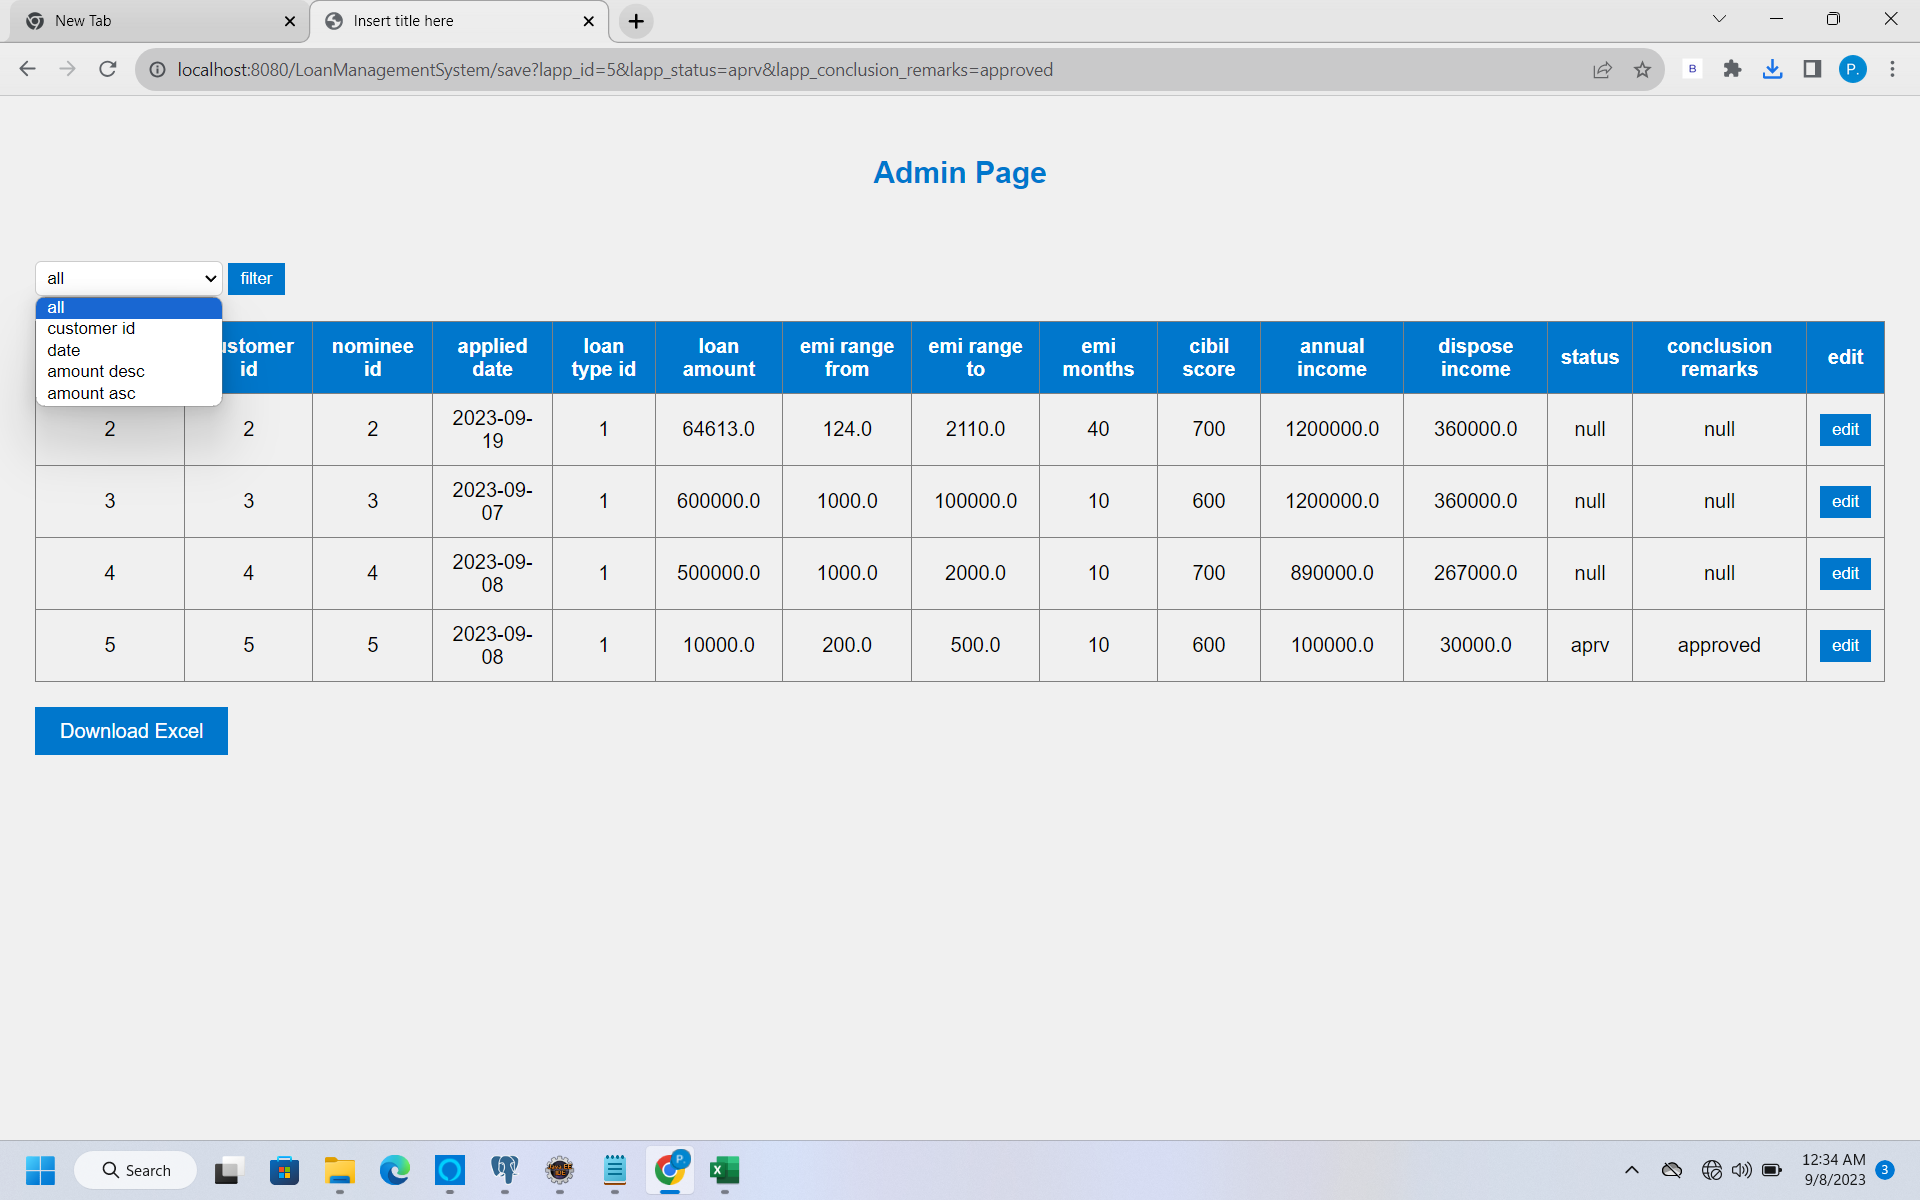 New Tab
Insert title here
localhost:8080/LoanManagementSystem/save?lapp_id=5&lapp_status=aprv&lapp_conclusion_remarks=approved
B
P.
Admin Page
all
filter
all
customer id
date
amount desc
amount asc
stomer id nominee id applied date loan type id loan amount emi range from emi range to emi months cibil score annual income dispose income status conclusion remarks edit
2 2 2 2023-09-19 1 64613.0 124.0 2110.0 40 700 1200000.0 360000.0 null null edit
3 3 3 2023-09-07 1 600000.0 1000.0 100000.0 10 600 1200000.0 360000.0 null null edit
4 4 4 2023-09-08 1 500000.0 1000.0 2000.0 10 700 890000.0 267000.0 null null edit
5 5 5 2023-09-08 1 10000.0 200.0 500.0 10 600 100000.0 30000.0 aprv approved edit
Download Excel
Search
P.
12:34 AM
9/8/2023
3